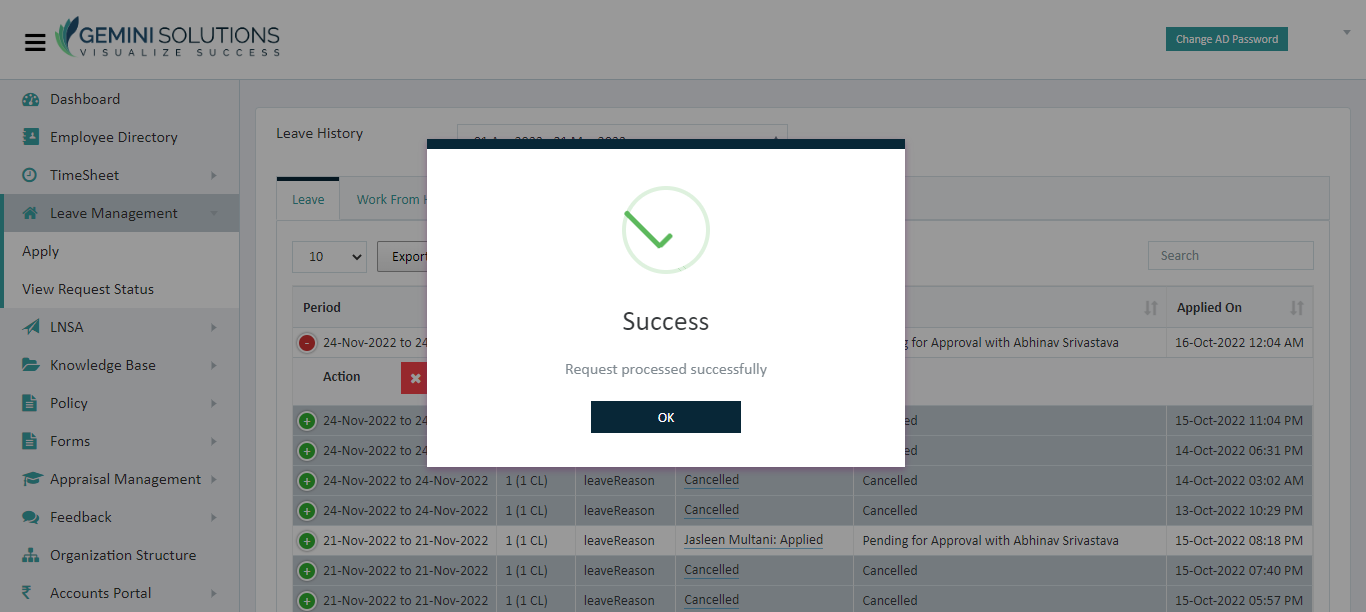 GEMINI SOLUTIONS
VISUALIZE SUCCESS
Change AD Password
Dashboard
Employee Directory
TimeSheet
Leave Management
Apply
View Request Status
LNSA
Knowledge Base
Policy
Forms
Appraisal Management
Feedback
Organization Structure
Accounts Portal
Leave History
Leave Work From
10 Export
Search
Period Applied On
24-Nov-2022 to 24 for Approval with Abhinav Srivastava 16-Oct-2022 12:04 AM
Action
24-Nov-2022 to 24 15-Oct-2022 11:04 PM
24-Nov-2022 to 24 14-Oct-2022 06:31 PM
24-Nov-2022 to 24-Nov-2022 1 (1 CL) leaveReason Cancelled Cancelled 14-Oct-2022 03:02 AM
24-Nov-2022 to 24-Nov-2022 1 (1 CL) leaveReason Cancelled Cancelled 13-Oct-2022 10:29 PM
21-Nov-2022 to 21-Nov-2022 1 (1 CL) leaveReason Jasleen Multani: Applied Pending for Approval with Abhinav Srivastava 15-Oct-2022 08:18 PM
21-Nov-2022 to 21-Nov-2022 1 (1 CL) leaveReason Cancelled Cancelled 15-Oct-2022 07:40 PM
21-Nov-2022 to 21-Nov-2022 1 (1 CL) leaveReason Cancelled Cancelled 15-Oct-2022 05:57 PM
Success
Request processed successfully
OK